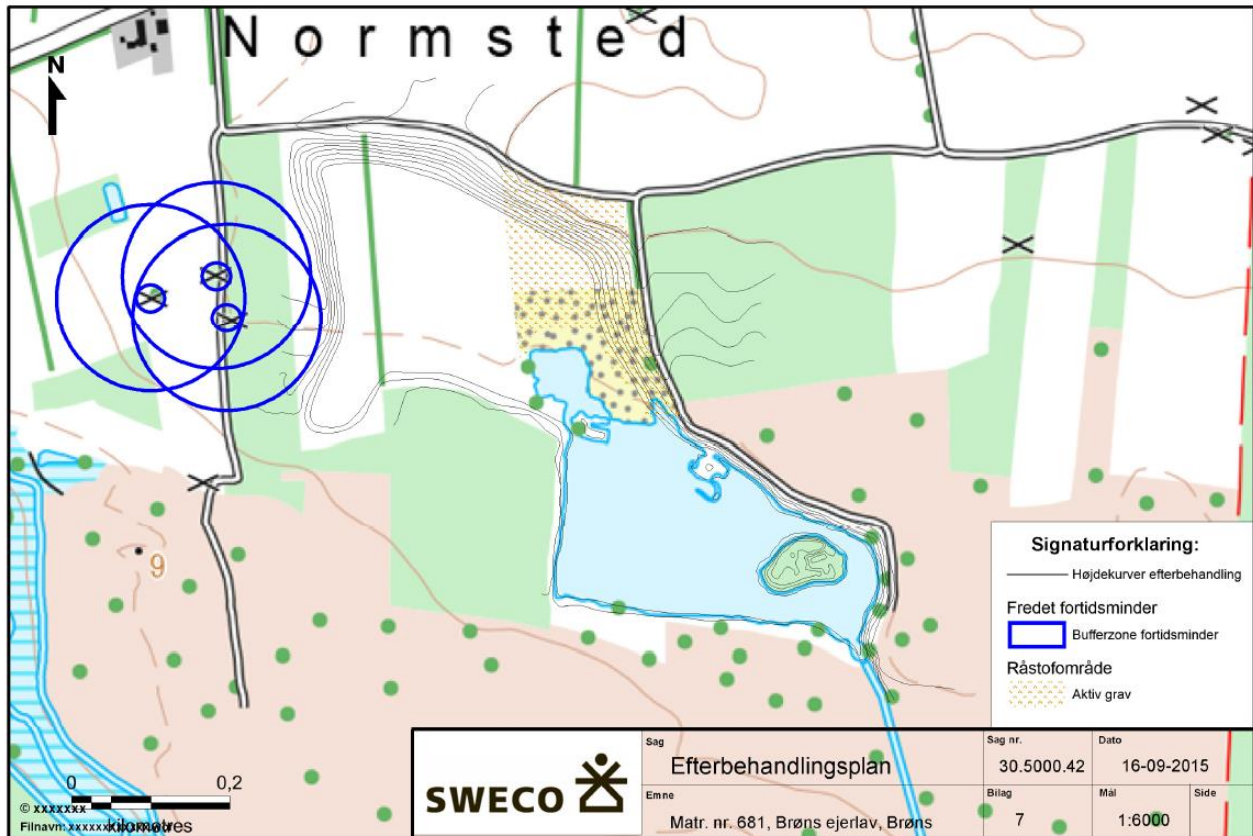 Normsted
N
9
Signaturforklaring:
Højdekurver efterbehandling
Fredet fortidsminder
Bufferzone fortidsminder
Råstofområde
Aktiv grav
0 0,2
kilometres
© xxxxxxx
Filnavn:
SWECO
Sag
Efterbehandlingsplan
Sag nr.
30.5000.42
Dato
16-09-2015
Emne
Matr. nr. 681, Brøns ejerlav, Brøns
Bilag
7
Mål
1:6000
Side